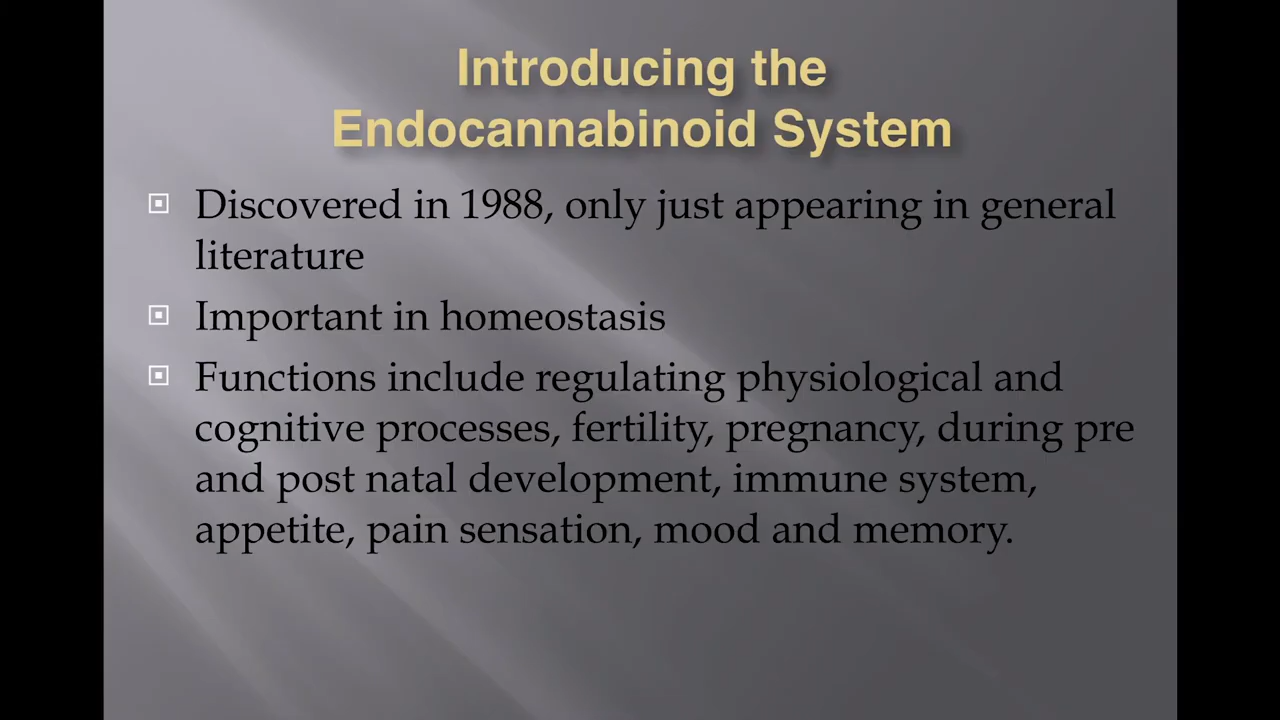 Introducing the
Endocannabinoid System
Discovered in 1988, only just appearing in general
literature
Important in homeostasis
Functions include regulating physiological and
cognitive processes, fertility, pregnancy, during pre
and post natal development, immune system,
appetite, pain sensation, mood and memory.